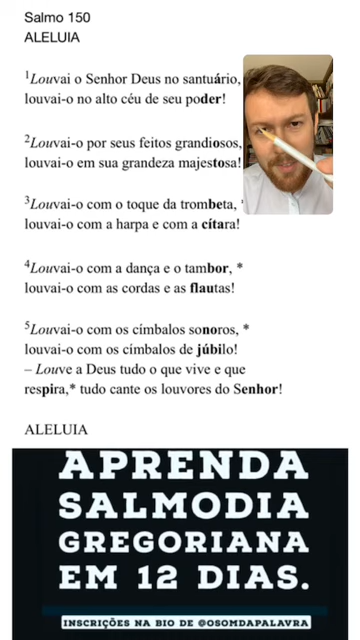 Salmo 150
ALELUIA
¹Louvai o Senhor Deus no santuário,
louvai-o no alto céu de seu poder!
²Louvai-o por seus feitos grandiosos,
louvai-o em sua grandeza majestosa!
³Louvai-o com o toque da trombeta, *
louvai-o com a harpa e com a cítara!
⁴Louvai-o com a dança e o tambor, *
louvai-o com as cordas e as flautas!
⁵Louvai-o com os címbalos sonoros, *
louvai-o com os címbalos de júbilo!
– Louve a Deus tudo o que vive e que
respira,* tudo cante os louvores do Senhor!
ALELUIA
APRENDA
SALMODIA
GREGORIANA
EM 12 DIAS.
INSCRIÇÕES NA BIO DE @OSOMDAPALAVRA